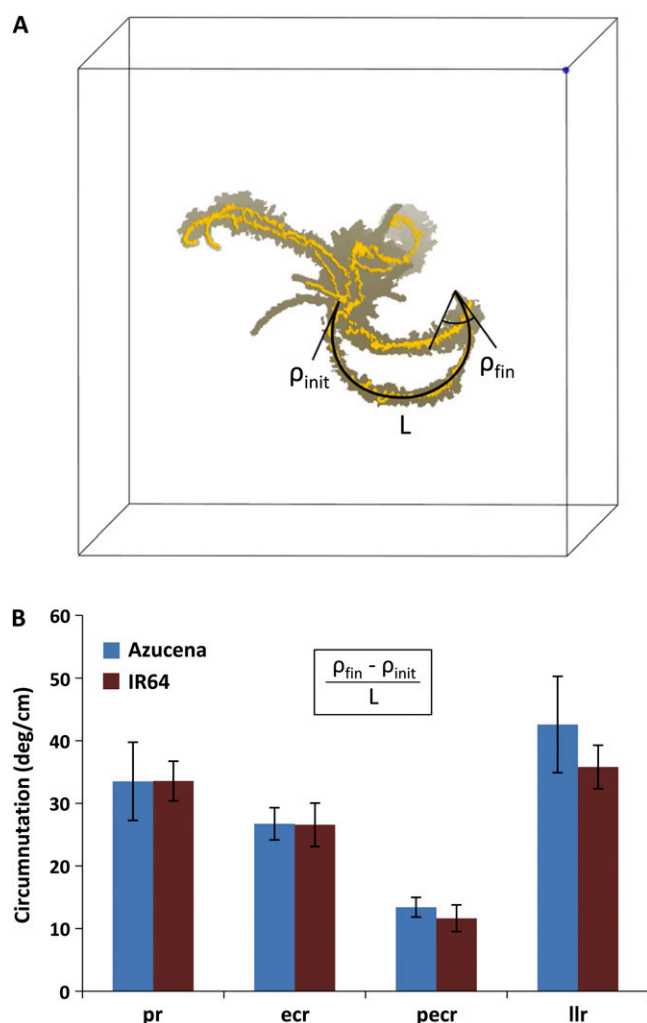 A
ρinit
ρfin
L
B
60
50
40
30
20
10
0
Circumnutation (deg/cm)
Azucena
IR64
ρfin - ρinit
L
pr
ecr
pecr
llr